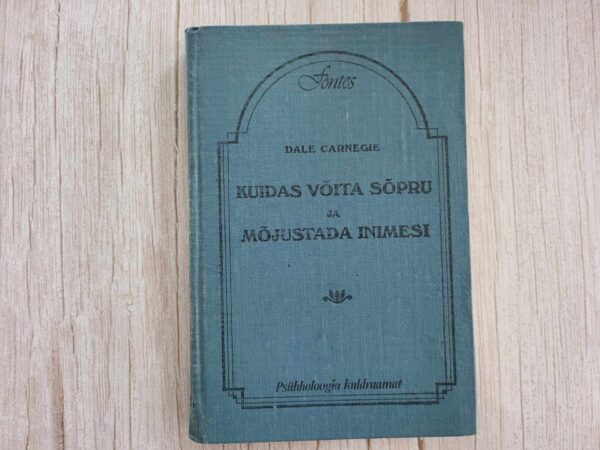 Fontes
DALE CARNEGIE
KUIDAS VÕITA SÕPRU
JA
MÕJUSTADA INIMESI
Psühholoogia kuldraamat